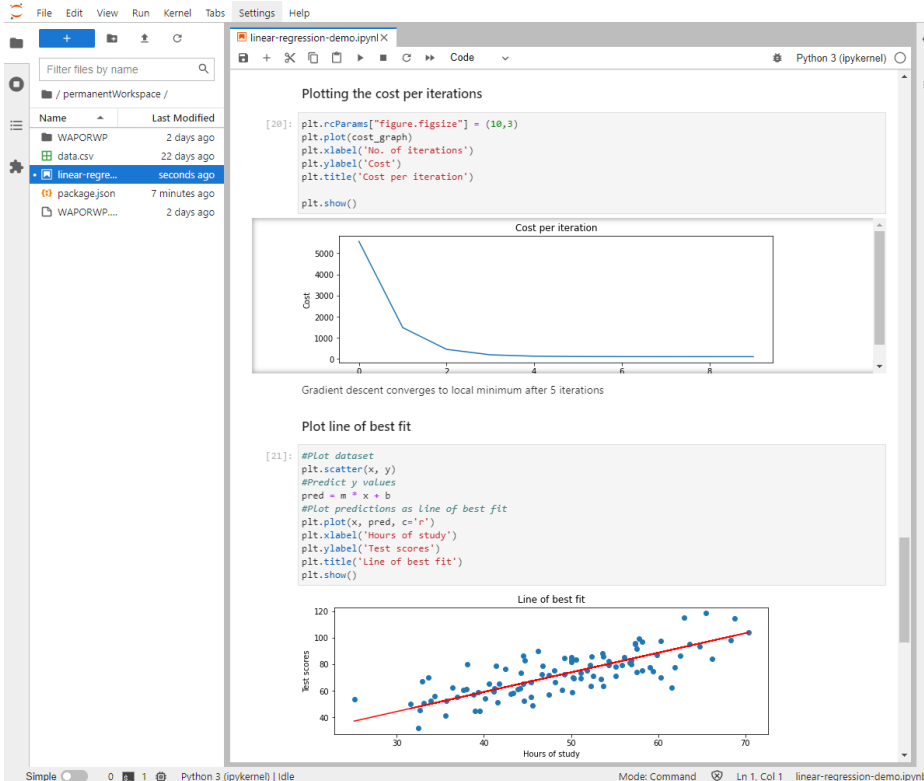 File Edit View Run Kernel Tabs Settings Help
+
Filter files by name
/ permanentWorkspace /
Name Last Modified
WAPORWP 2 days ago
data.csv 22 days ago
linear-regre... seconds ago
package.json 7 minutes ago
WAPORWP.... 2 days ago
linear-regression-demo.ipynl
Code
Python 3 (ipykernel)
Plotting the cost per iterations
[20]: plt.rcParams["figure.figsize"] = (10,3)
plt.plot(cost_graph)
plt.xlabel('No. of iterations')
plt.ylabel('Cost')
plt.title('Cost per iteration')
plt.show()
Cost per iteration
5000
4000
3000
2000
1000
0
Cost
0 2 4 6 8
Gradient descent converges to local minimum after 5 iterations
Plot line of best fit
[21]: #Plot dataset
plt.scatter(x, y)
#Predict y values
pred = m * x + b
#Plot predictions as line of best fit
plt.plot(x, pred, c='r')
plt.xlabel('Hours of study')
plt.ylabel('Test scores')
plt.title('Line of best fit')
plt.show()
Line of best fit
120
100
80
60
40
Test scores
30 40 50 60 70
Hours of study
Simple 0 1 Python 3 (ipykernel) | Idle Mode: Command Ln 1, Col 1 linear-regression-demo.ipynb